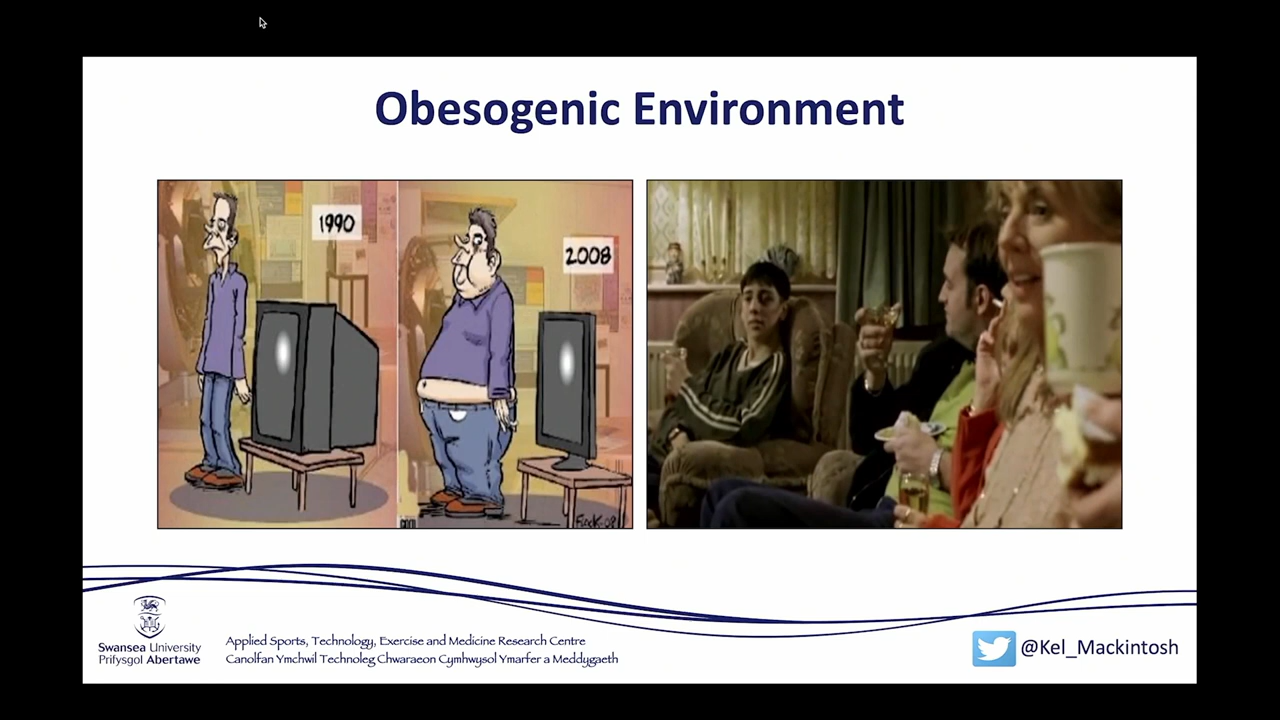 Obesogenic Environment
1990
2008
Swansea University
Prifysgol Abertawe
Applied Sports, Technology, Exercise and Medicine Research Centre
Canolfan Ymchwil Technoleg Chwaraeon Cymhwysol Ymarfer a Meddygaeth
@Kel_Mackintosh